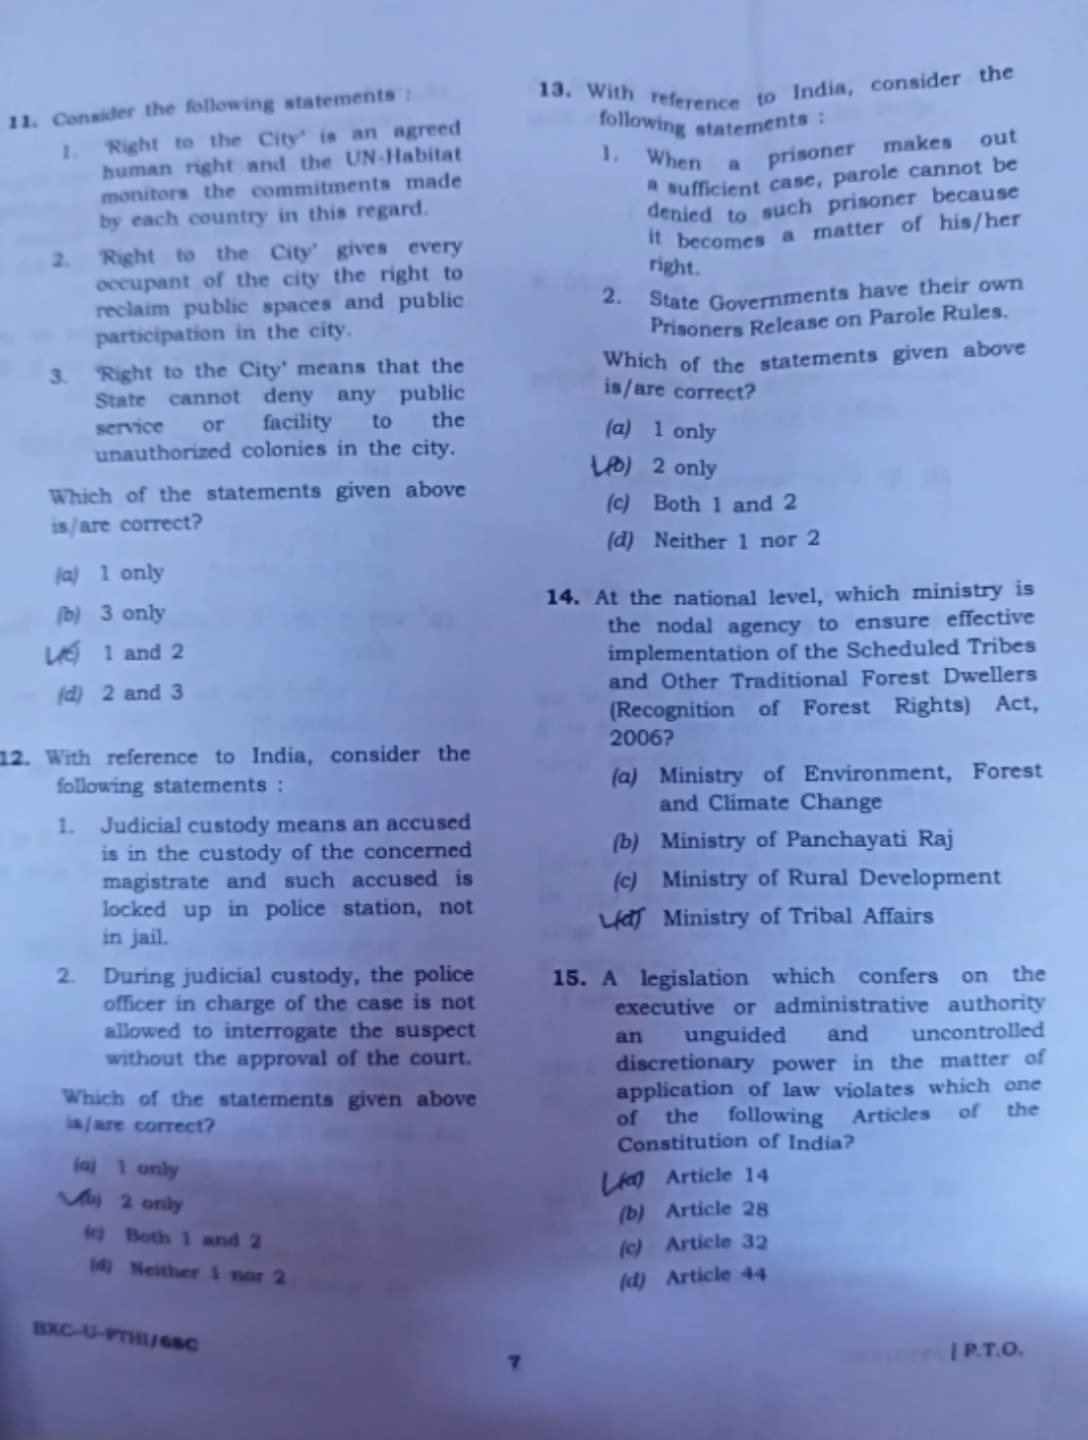 11. Consider the following statements :
1. 'Right to the City' is an agreed
human right and the UN-Habitat
monitors the commitments made
by each country in this regard.
2. 'Right to the City' gives every
occupant of the city the right to
reclaim public spaces and public
participation in the city.
3. 'Right to the City' means that the
State cannot deny any public
service or facility to the
unauthorized colonies in the city.
Which of the statements given above
is/are correct?
(a) 1 only
(b) 3 only
(c) 1 and 2
(d) 2 and 3
12. With reference to India, consider the
following statements :
1. Judicial custody means an accused
is in the custody of the concerned
magistrate and such accused is
locked up in police station, not
in jail.
2. During judicial custody, the police
officer in charge of the case is not
allowed to interrogate the suspect
without the approval of the court.
Which of the statements given above
is/are correct?
(a) 1 only
(b) 2 only
(c) Both 1 and 2
(d) Neither 1 nor 2
13. With reference to India, consider the
following statements :
1. When a prisoner makes out
a sufficient case, parole cannot be
denied to such prisoner because
it becomes a matter of his/her
right.
2. State Governments have their own
Prisoners Release on Parole Rules.
Which of the statements given above
is/are correct?
(a) 1 only
(b) 2 only
(c) Both 1 and 2
(d) Neither 1 nor 2
14. At the national level, which ministry is
the nodal agency to ensure effective
implementation of the Scheduled Tribes
and Other Traditional Forest Dwellers
(Recognition of Forest Rights) Act,
2006?
(a) Ministry of Environment, Forest
and Climate Change
(b) Ministry of Panchayati Raj
(c) Ministry of Rural Development
(d) Ministry of Tribal Affairs
15. A legislation which confers on the
executive or administrative authority
an unguided and uncontrolled
discretionary power in the matter of
application of law violates which one
of the following Articles of the
Constitution of India?
(a) Article 14
(b) Article 28
(c) Article 32
(d) Article 44
BXC-U-FTHI/68C
7
[ P.T.O.